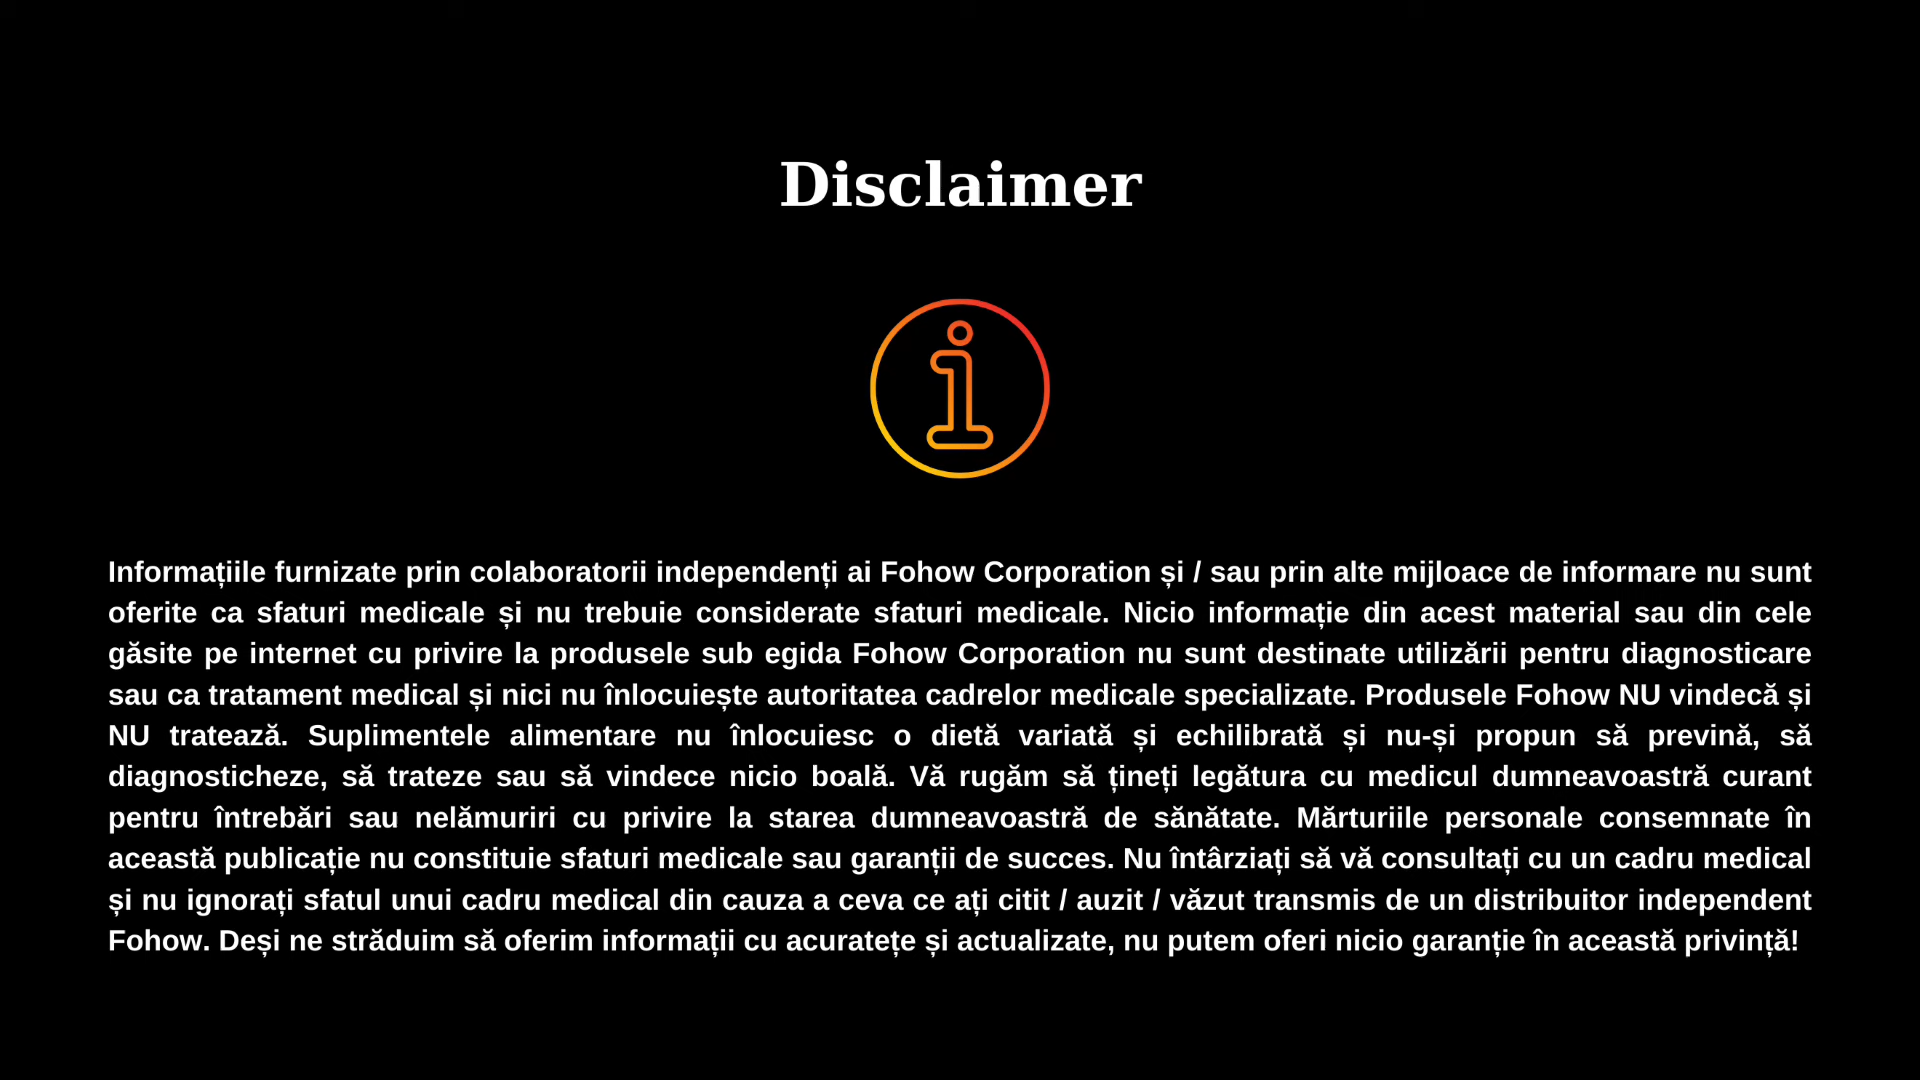 Disclaimer
Informațiile furnizate prin colaboratorii independenți ai Fohow Corporation și / sau prin alte mijloace de informare nu sunt
oferite ca sfaturi medicale și nu trebuie considerate sfaturi medicale. Nicio informație din acest material sau din cele
găsite pe internet cu privire la produsele sub egida Fohow Corporation nu sunt destinate utilizării pentru diagnosticare
sau ca tratament medical și nici nu înlocuiește autoritatea cadrelor medicale specializate. Produsele Fohow NU vindecă și
NU tratează. Suplimentele alimentare nu înlocuiesc o dietă variată și echilibrată și nu-și propun să prevină, să
diagnosticheze, să trateze sau să vindece nicio boală. Vă rugăm să țineți legătura cu medicul dumneavoastră curant
pentru întrebări sau nelămuriri cu privire la starea dumneavoastră de sănătate. Mărturiile personale consemnate în
această publicație nu constituie sfaturi medicale sau garanții de succes. Nu întârziați să vă consultați cu un cadru medical
și nu ignorați sfatul unui cadru medical din cauza a ceva ce ați citit / auzit / văzut transmis de un distribuitor independent
Fohow. Deși ne străduim să oferim informații cu acuratețe și actualizate, nu putem oferi nicio garanție în această privință!